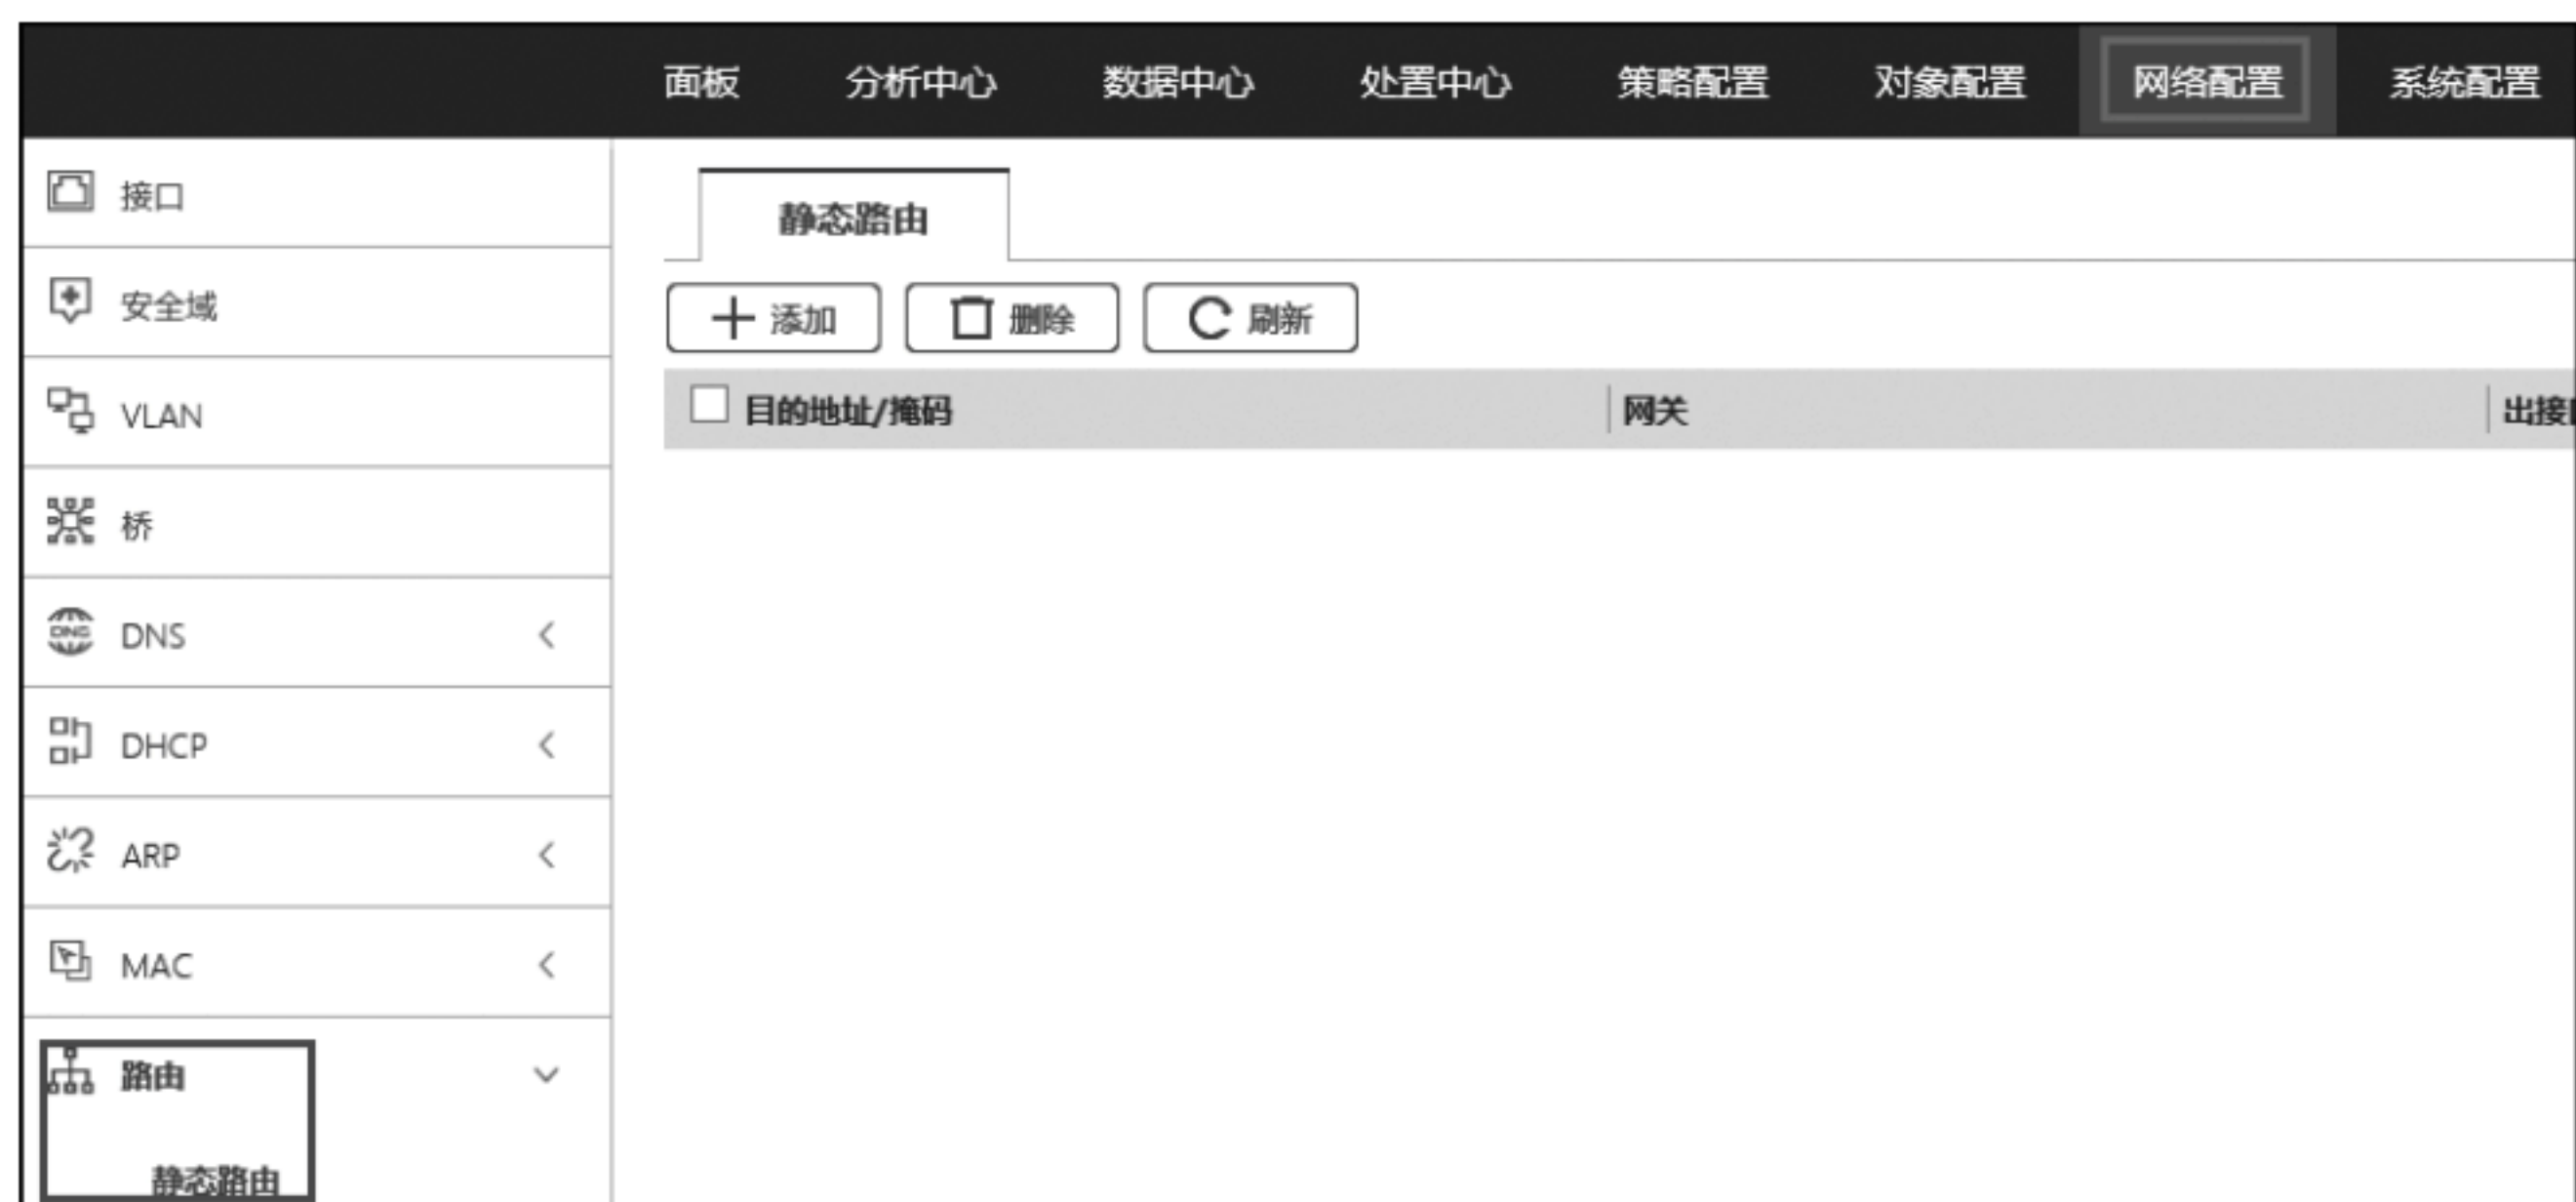 面板 分析中心 数据中心 处置中心 策略配置 对象配置 网络配置 系统配置
接口
安全域
VLAN
桥
DNS
DHCP
ARP
MAC
路由
静态路由
静态路由
添加 删除 刷新
目的地址/掩码 网关 出接